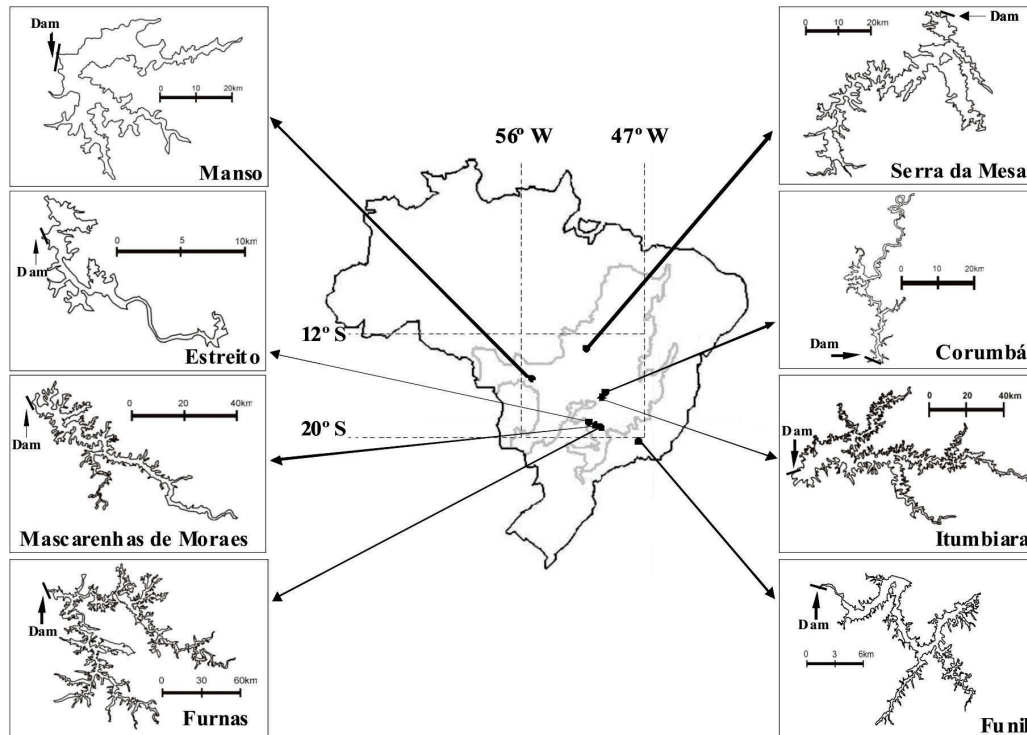 Dam
0 10 20km
Manso
Dam
0 5 10km
Estreito
0 20 40km
Dam
Mascarenhas de Moraes
Dam
0 30 60km
Furnas
56º W
47º W
12º S
20º S
0 10 20km
Dam
Serra da Mesa
0 10 20km
Dam
Corumbá
0 20 40km
Dam
Itumbiara
Dam
0 3 6km
Funil